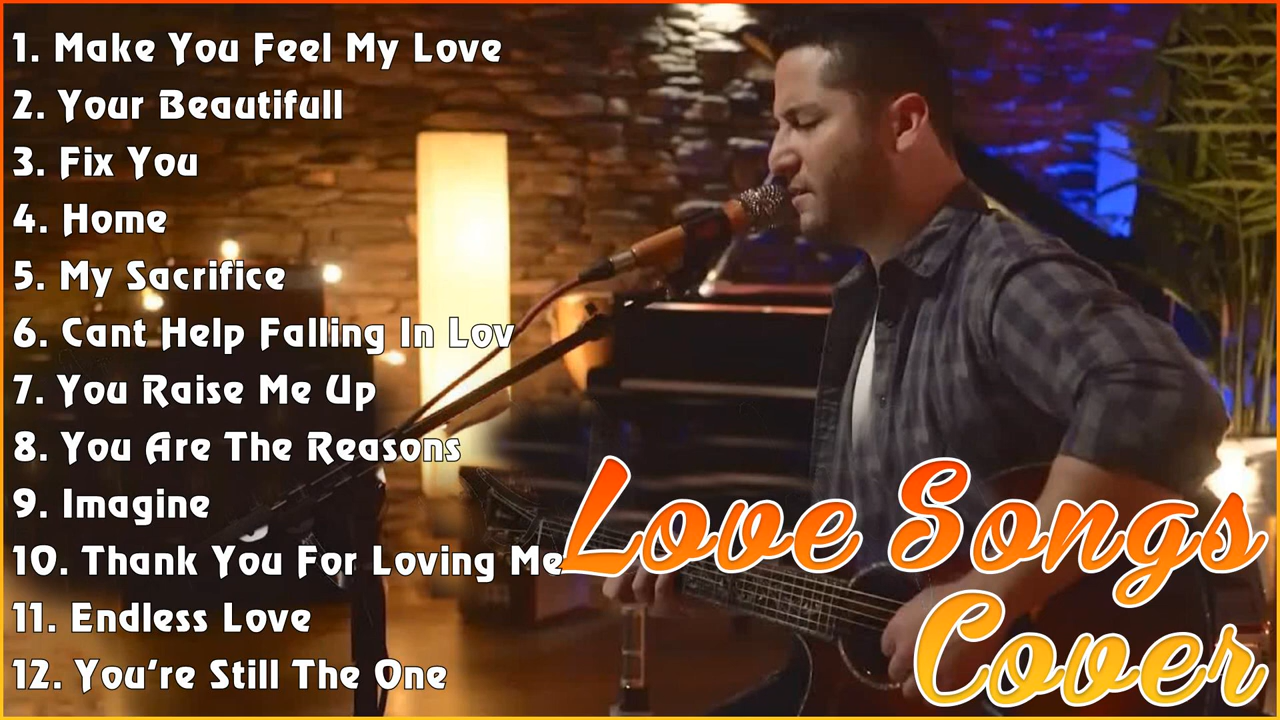 1. Make You Feel My Love
2. Your Beautifull
3. Fix You
4. Home
5. My Sacrifice
6. Cant Help Falling In Lov
7. You Raise Me Up
8. You Are The Reasons
9. Imagine
10. Thank You For Loving Me
11. Endless Love
12. You're Still The One
Love Songs
Cover